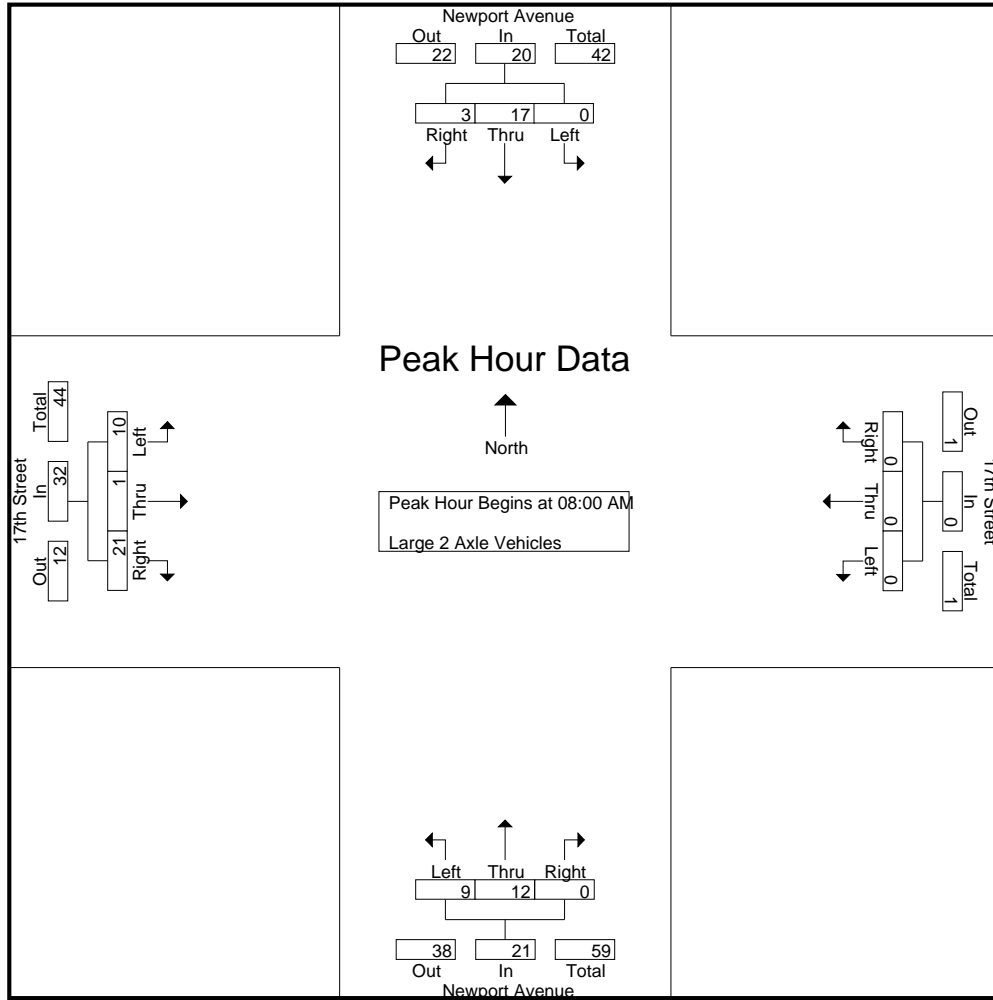 Newport Avenue
Out In Total
22 20 42
3 17 0
Right Thru Left
Peak Hour Data
North
Peak Hour Begins at 08:00 AM
Large 2 Axle Vehicles
17th Street
Total In Out
44 32 12
10 1 21
Left Thru Right
17th Street
Out In Total
1 0 1
Right Thru Left
0 0 0
Left Thru Right
9 12 0
38 21 59
Out In Total
Newport Avenue